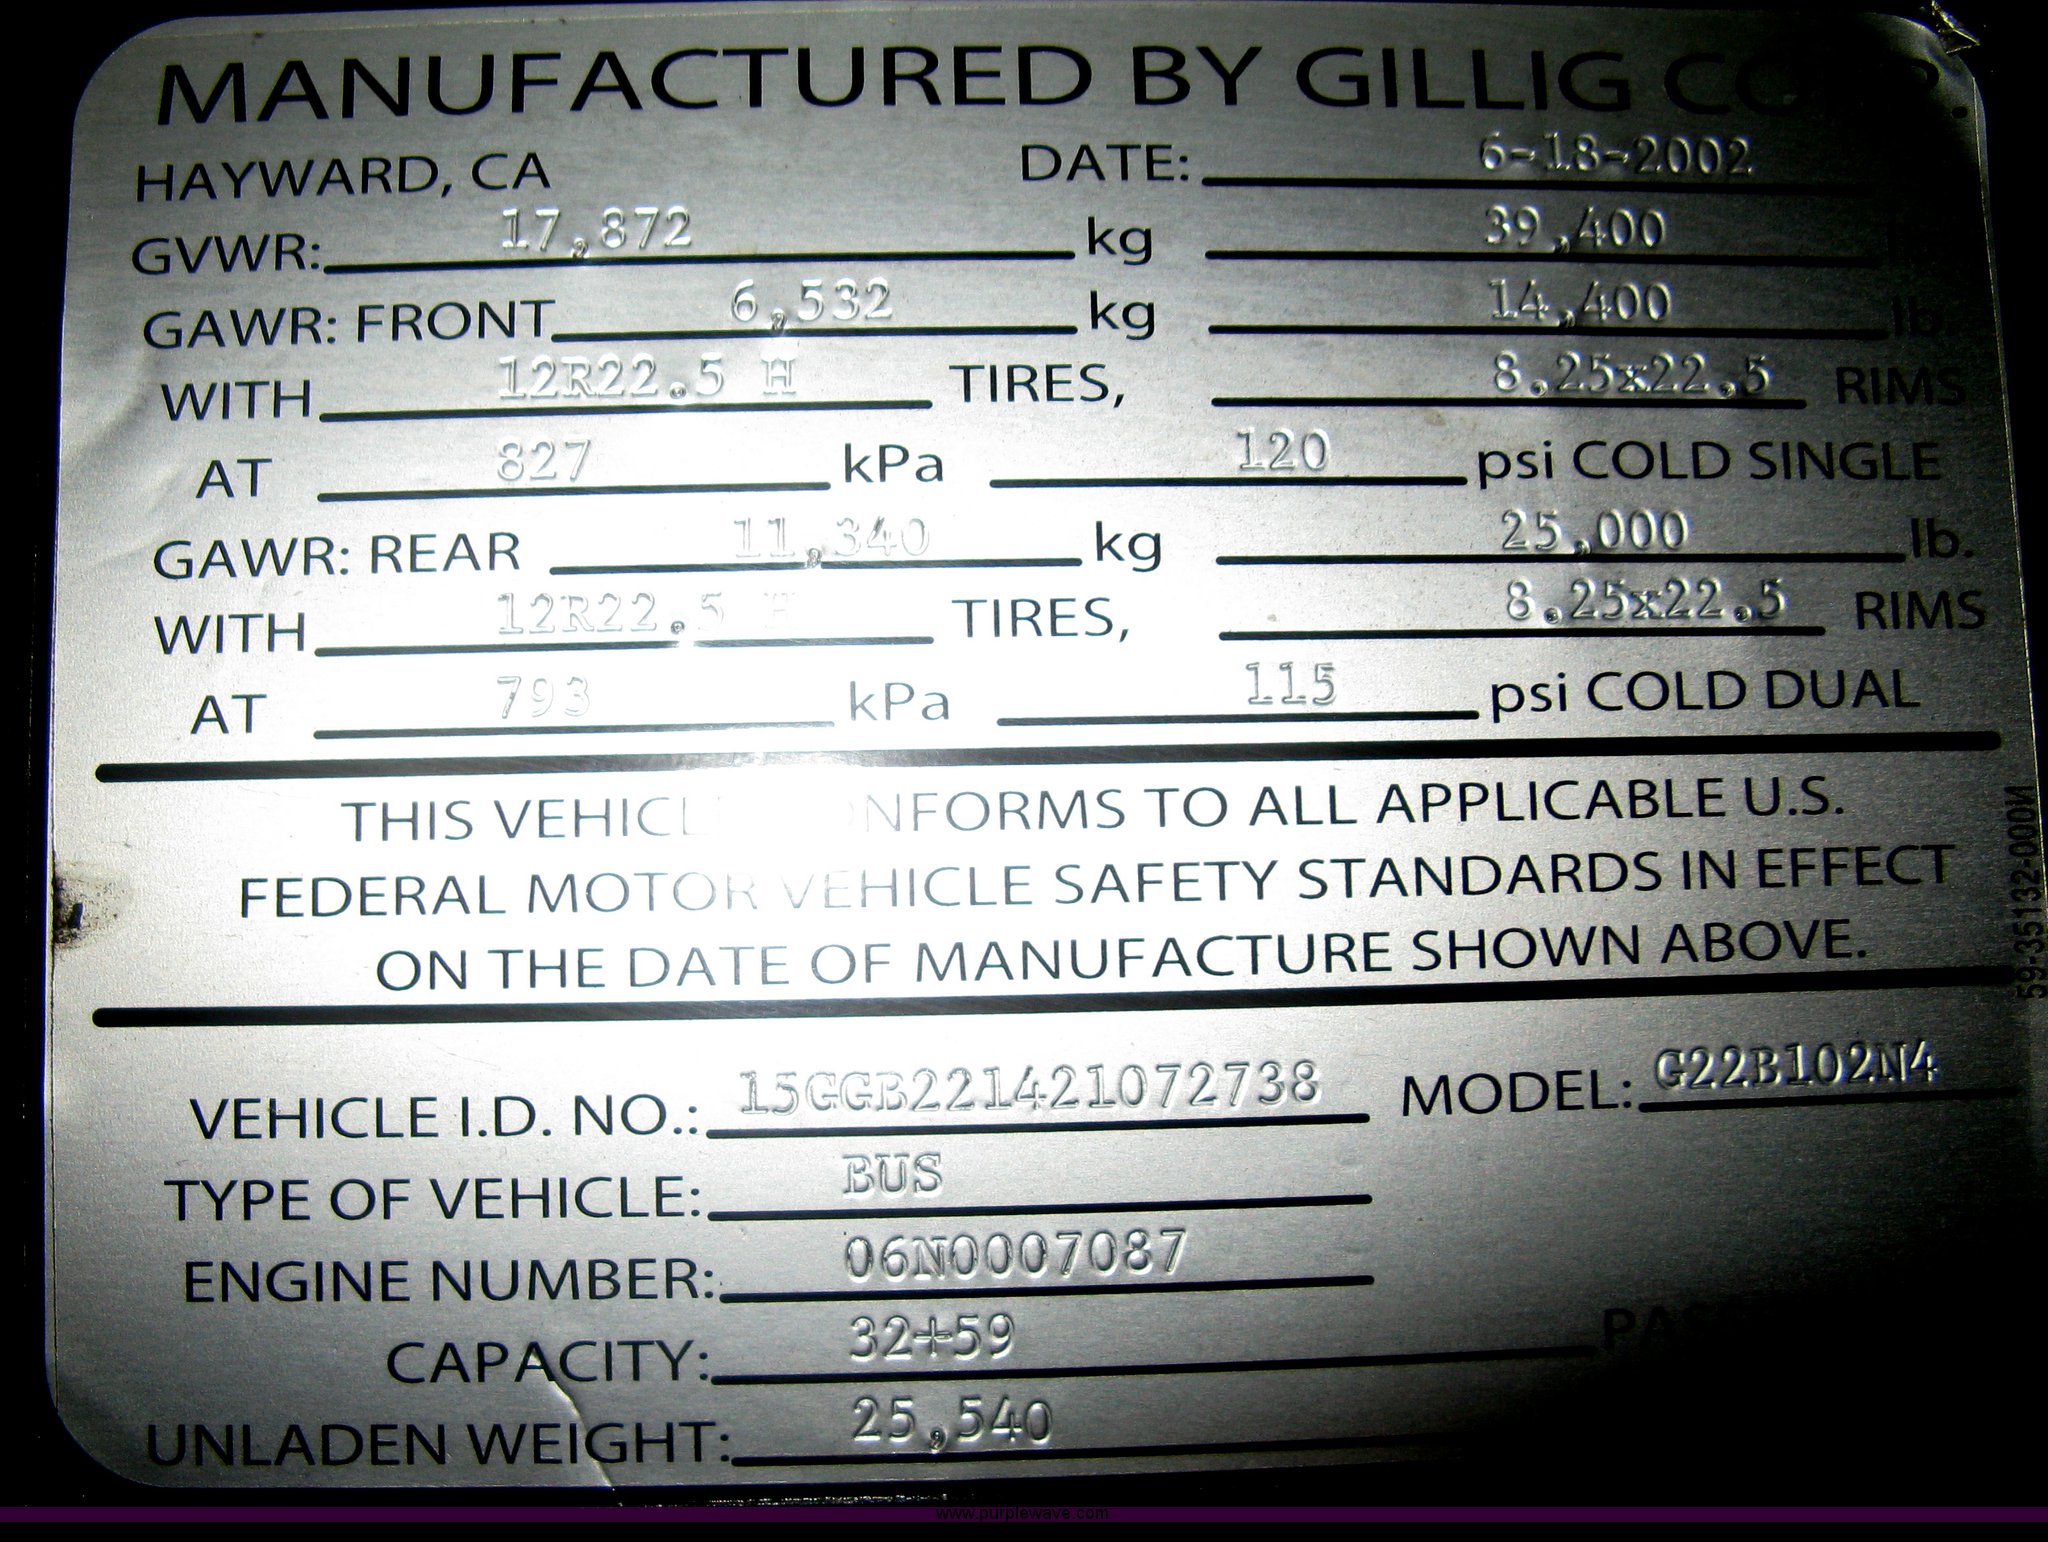 MANUFACTURED BY GILLIG CORP.
HAYWARD, CA DATE: 6-18-2002
GVWR: 17,872 kg 39,400
GAWR: FRONT 6,532 kg 14,400 lb.
WITH 12R22.5 H TIRES, 8.25x22.5 RIMS
AT 827 kPa 120 psi COLD SINGLE
GAWR: REAR 11,340 kg 25,000 lb.
WITH 12R22.5 H TIRES, 8.25x22.5 RIMS
AT 793 kPa 115 psi COLD DUAL
THIS VEHICLE CONFORMS TO ALL APPLICABLE U.S.
FEDERAL MOTOR VEHICLE SAFETY STANDARDS IN EFFECT
ON THE DATE OF MANUFACTURE SHOWN ABOVE.
59-35132-000N
VEHICLE I.D. NO.: 15GGB221421072738 MODEL: G22B102N4
TYPE OF VEHICLE: BUS
ENGINE NUMBER: 06N0007087
CAPACITY: 32+59
UNLADEN WEIGHT: 25,540
www.purplewave.com